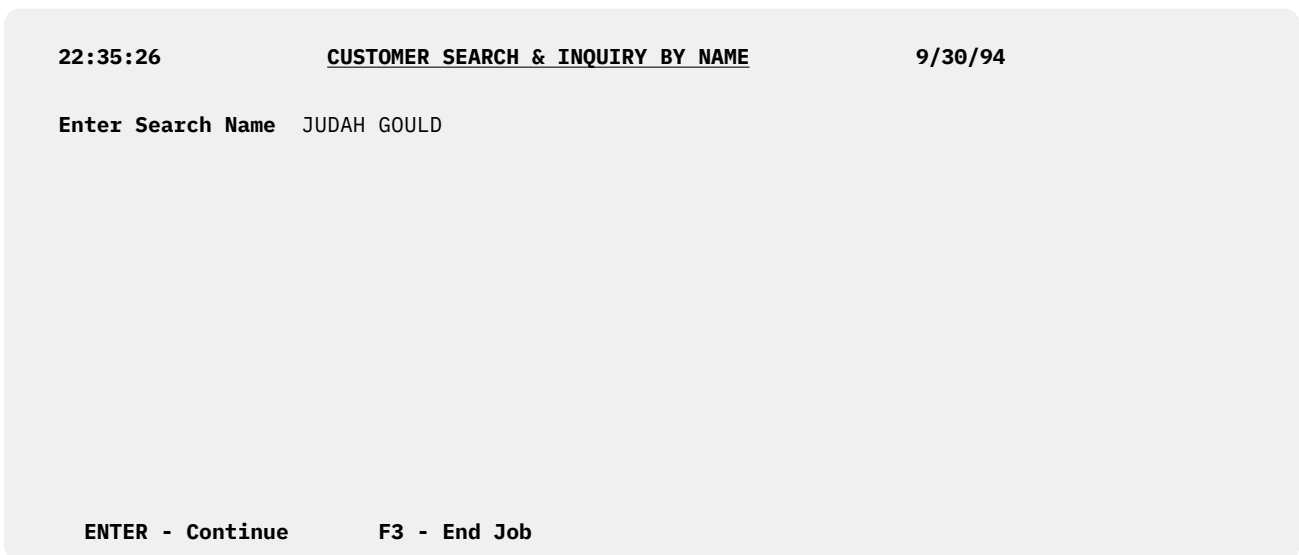 22:35:26 CUSTOMER SEARCH & INQUIRY BY NAME 9/30/94
Enter Search Name JUDAH GOULD
ENTER - Continue F3 - End Job